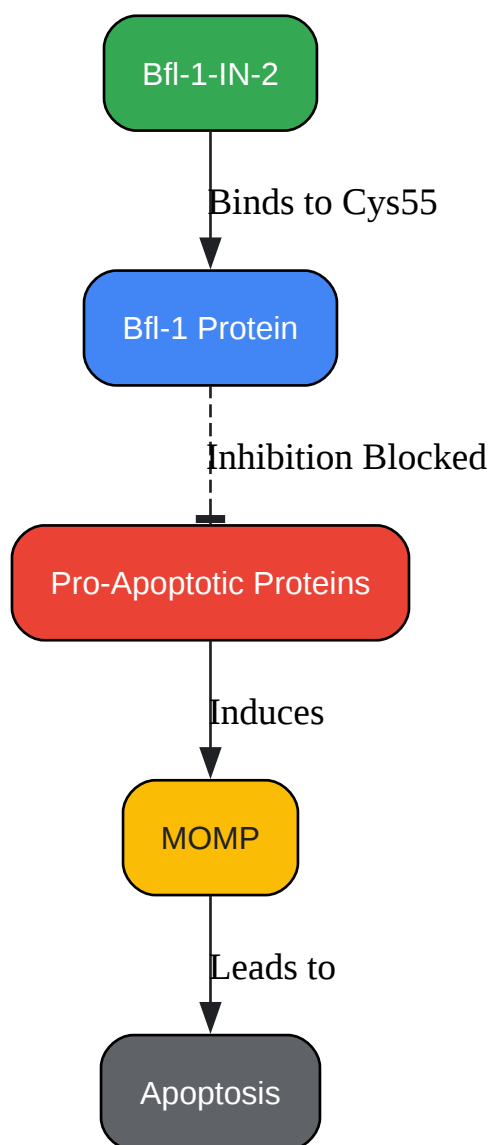 Bfl-1-IN-2
Binds to Cys55
Bfl-1 Protein
Inhibition Blocked
Pro-Apoptotic Proteins
Induces
MOMP
Leads to
Apoptosis